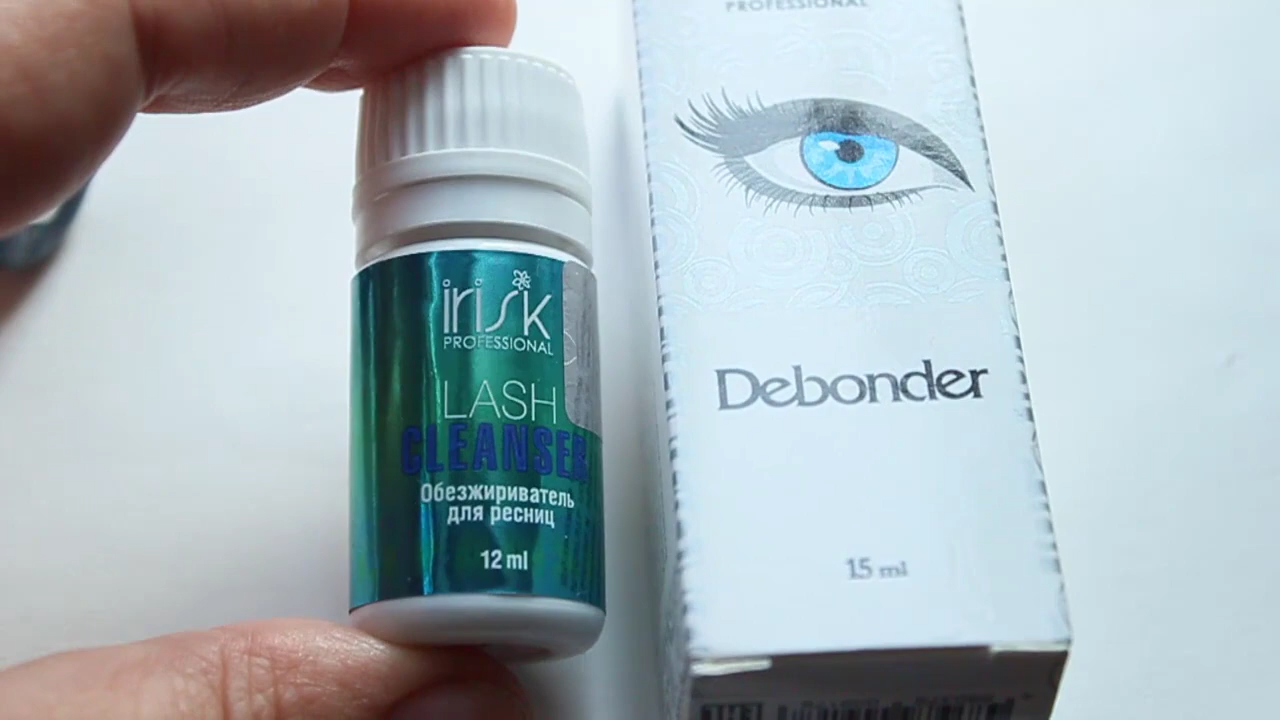 irisk
PROFESSIONAL
LASH
CLEANSER
Обезжириватель
для ресниц
12 ml
PROFESSIONAL
Debonder
15 ml